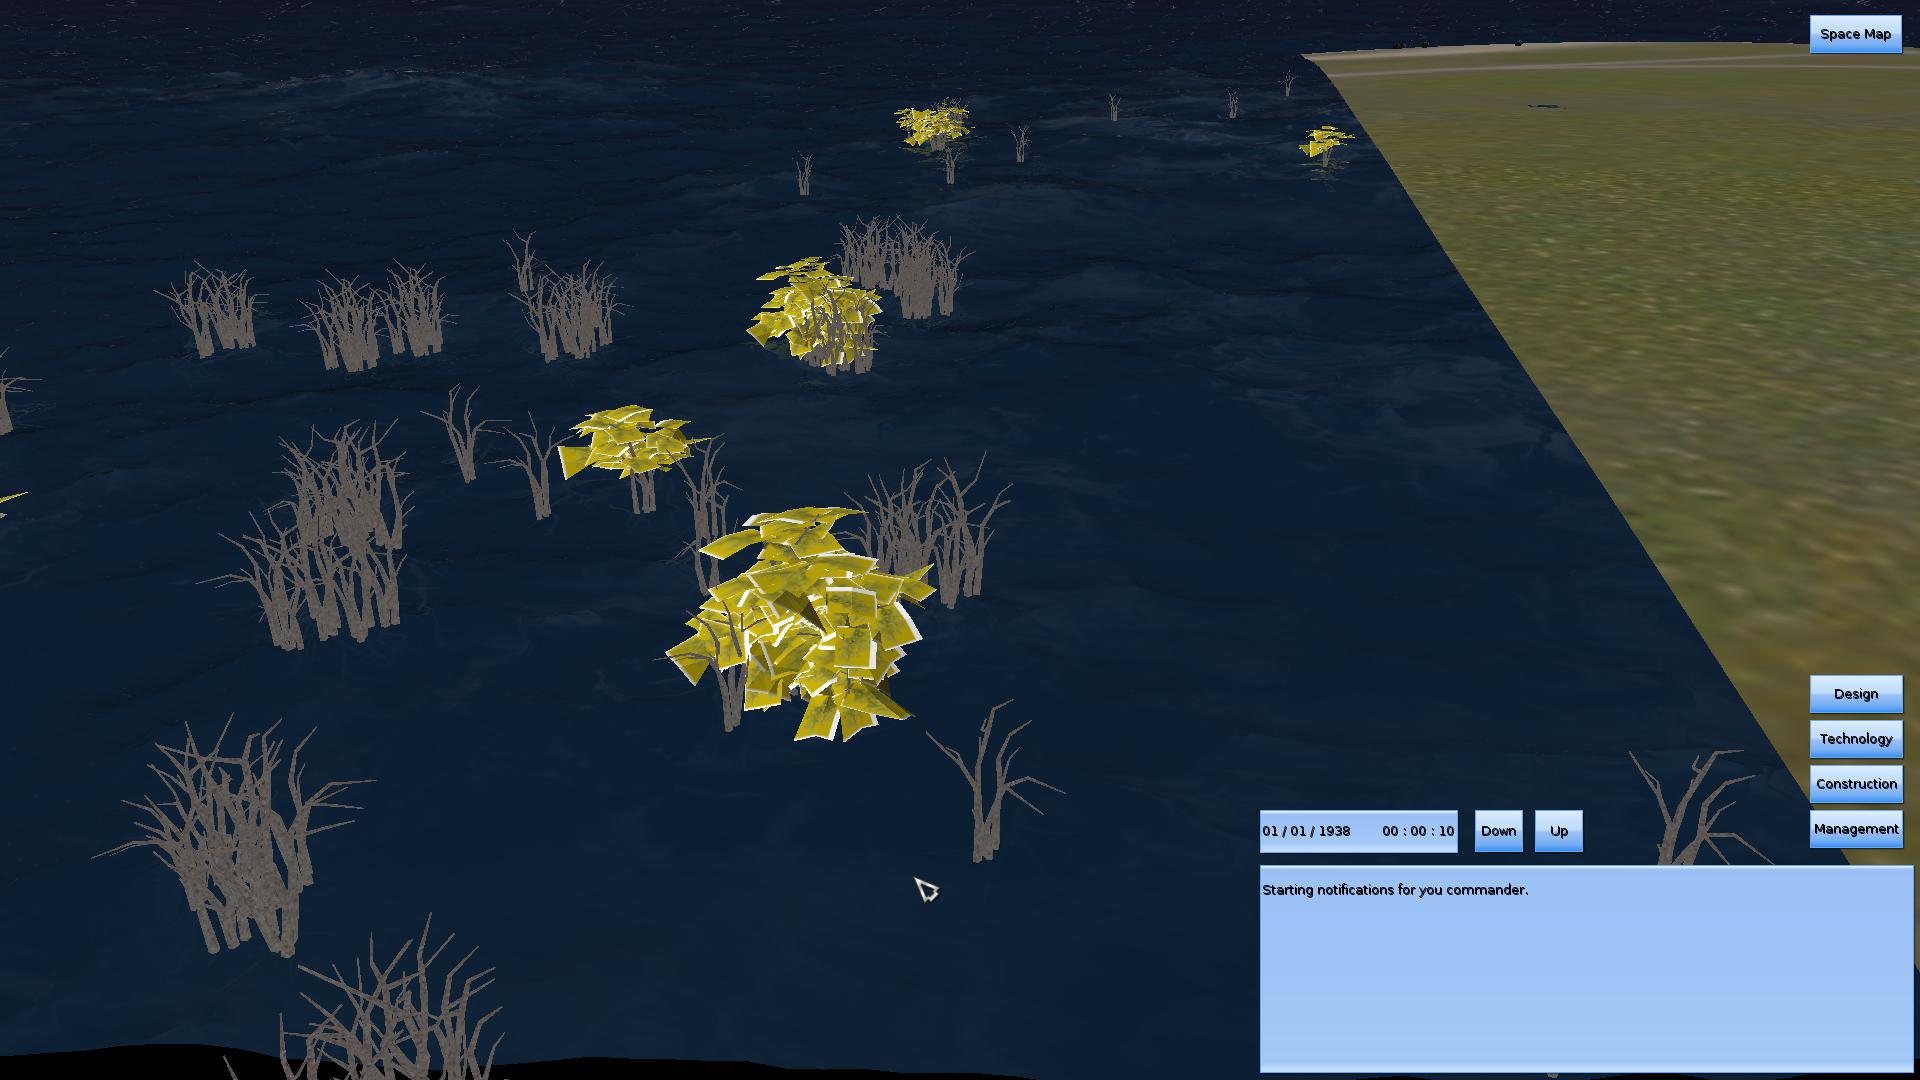 Space Map
Design
Technology
Construction
Management
01 / 01 / 1938 00 : 00 : 10 Down Up
Starting notifications for you commander.